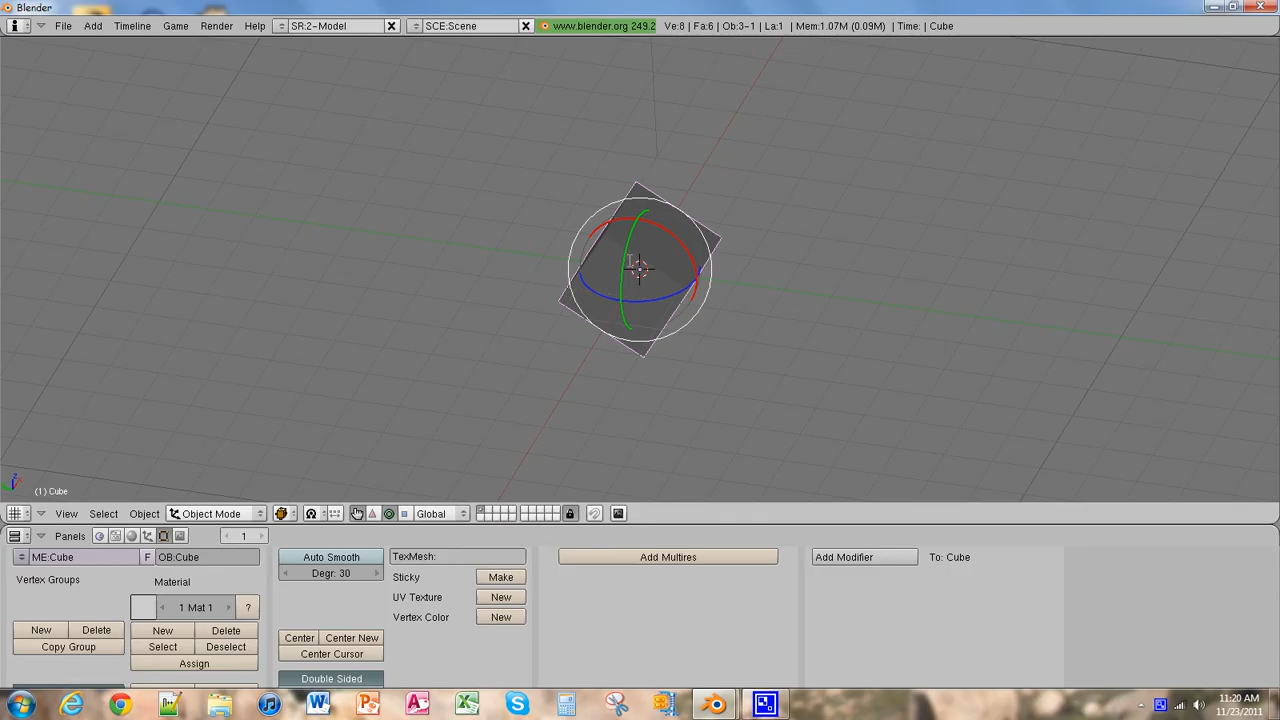 Blender
File Add Timeline Game Render Help SR:2-Model SCE:Scene www.blender.org 249.2 Ve:8 | Fa:6 | Ob:3-1 | La:1 | Mem:1.07M (0.09M) | Time: | Cube
(1) Cube
View Select Object Object Mode Global
Panels 1
ME:Cube F OB:Cube Auto Smooth TexMesh: Add Multires Add Modifier To: Cube
Degr: 30
Vertex Groups Material Sticky Make
1 Mat 1 ? UV Texture New
Vertex Color New
New Delete New Delete Center Center New
Copy Group Select Deselect Center Cursor
Assign
Double Sided
11:20 AM
11/23/2011